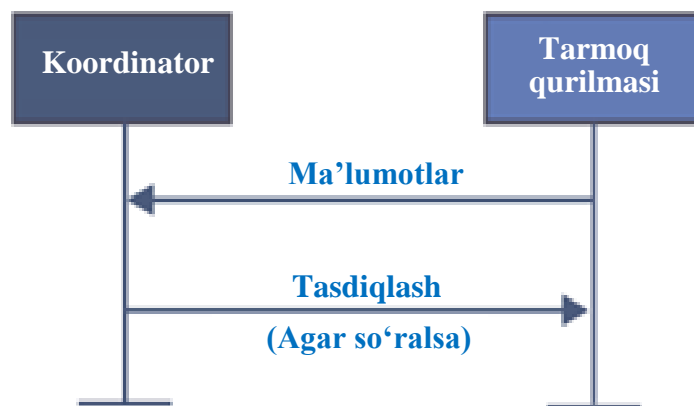 Koordinator
Tarmoq
qurilmasi
Ma’lumotlar
Tasdiqlash
(Agar so‘ralsa)